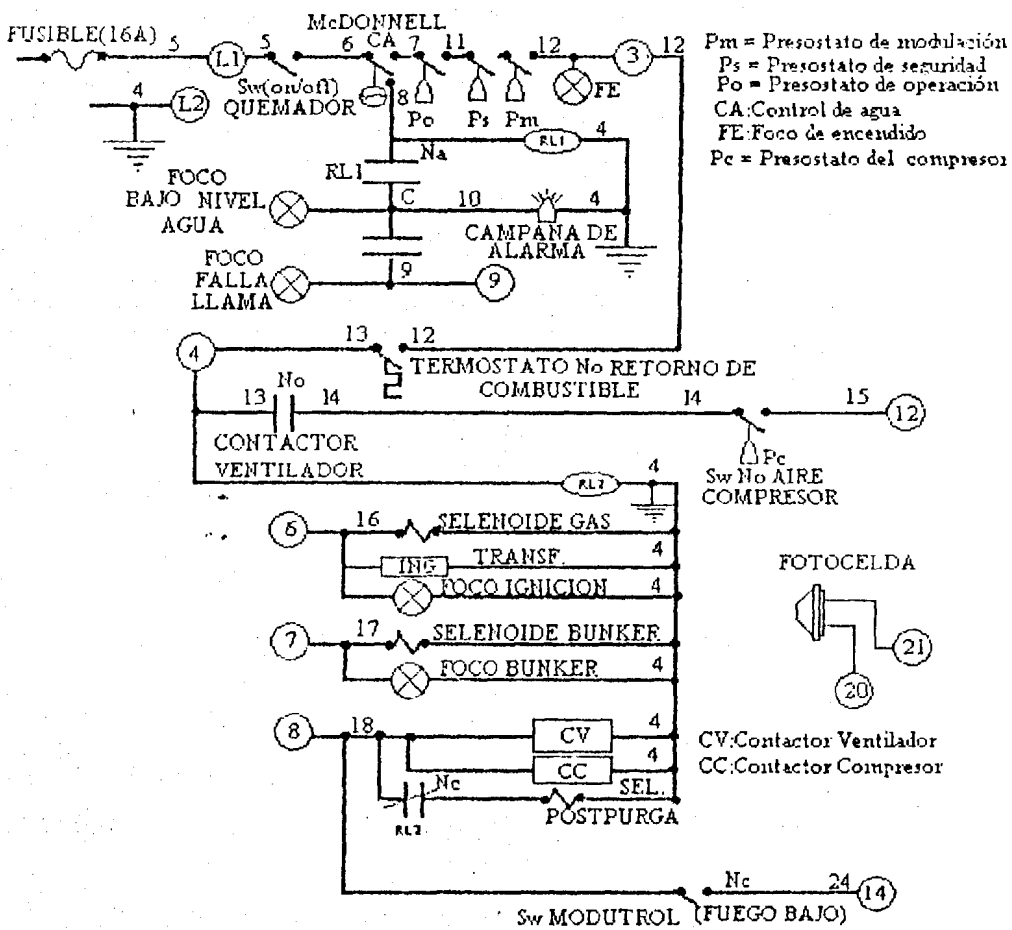 McDONNELL
FUSIBLE(16A)
5
L1
5
6
CA
7
11
12
3
12
Sw(on/off)
QUEMADOR
8
Po
Ps
Pm
FE
4
L2
Pm = Presostato de modulación
Ps = Presostato de seguridad
Po = Presostato de operación
CA:Control de agua
FE:Foco de encendido
Pc = Presostato del compresor
Na
RL1
4
RL1
FOCO
BAJO NIVEL
AGUA
C
10
4
CAMPANA DE
ALARMA
FOCO
FALLA
LLAMA
9
9
4
13
12
TERMOSTATO No RETORNO DE
COMBUSTIBLE
No
13
14
14
15
12
CONTACTOR
VENTILADOR
Pc
Sw No AIRE
COMPRESOR
RL2
4
6
16
SELENOIDE GAS
4
ING
TRANSF.
4
FOCO IGNICION
4
FOTOCELDA
21
20
7
17
SELENOIDE BUNKER
FOCO BUNKER
4
8
18
CV
4
CC
4
CV:Contactor Ventilador
CC:Contactor Compresor
Nc
RL2
SEL.
POSTPURGA
Nc
24
14
Sw MODUTROL (FUEGO BAJO)